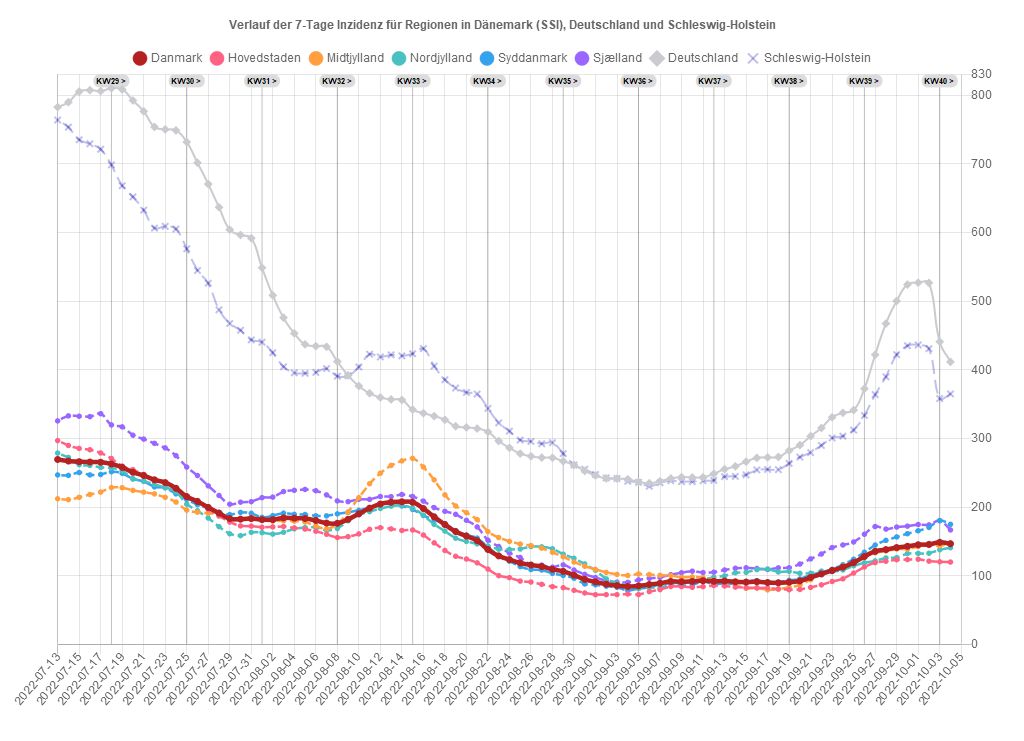 Verlauf der 7-Tage Inzidenz für Regionen in Dänemark (SSI), Deutschland und Schleswig-Holstein
Danmark Hovedstaden Midtjylland Nordjylland Syddanmark Sjælland Deutschland Schleswig-Holstein
KW29 > KW30 > KW31 > KW32 > KW33 > KW34 > KW35 > KW36 > KW37 > KW38 > KW39 > KW40 >
830
800
700
600
500
400
300
200
100
0
2022-07-13 2022-07-15 2022-07-17 2022-07-19 2022-07-21 2022-07-23 2022-07-25 2022-07-27 2022-07-29 2022-07-31 2022-08-02 2022-08-04 2022-08-06 2022-08-08 2022-08-10 2022-08-12 2022-08-14 2022-08-16 2022-08-18 2022-08-20 2022-08-22 2022-08-24 2022-08-26 2022-08-28 2022-08-30 2022-09-01 2022-09-03 2022-09-05 2022-09-07 2022-09-09 2022-09-11 2022-09-13 2022-09-15 2022-09-17 2022-09-19 2022-09-21 2022-09-23 2022-09-25 2022-09-27 2022-09-29 2022-10-01 2022-10-03 2022-10-05